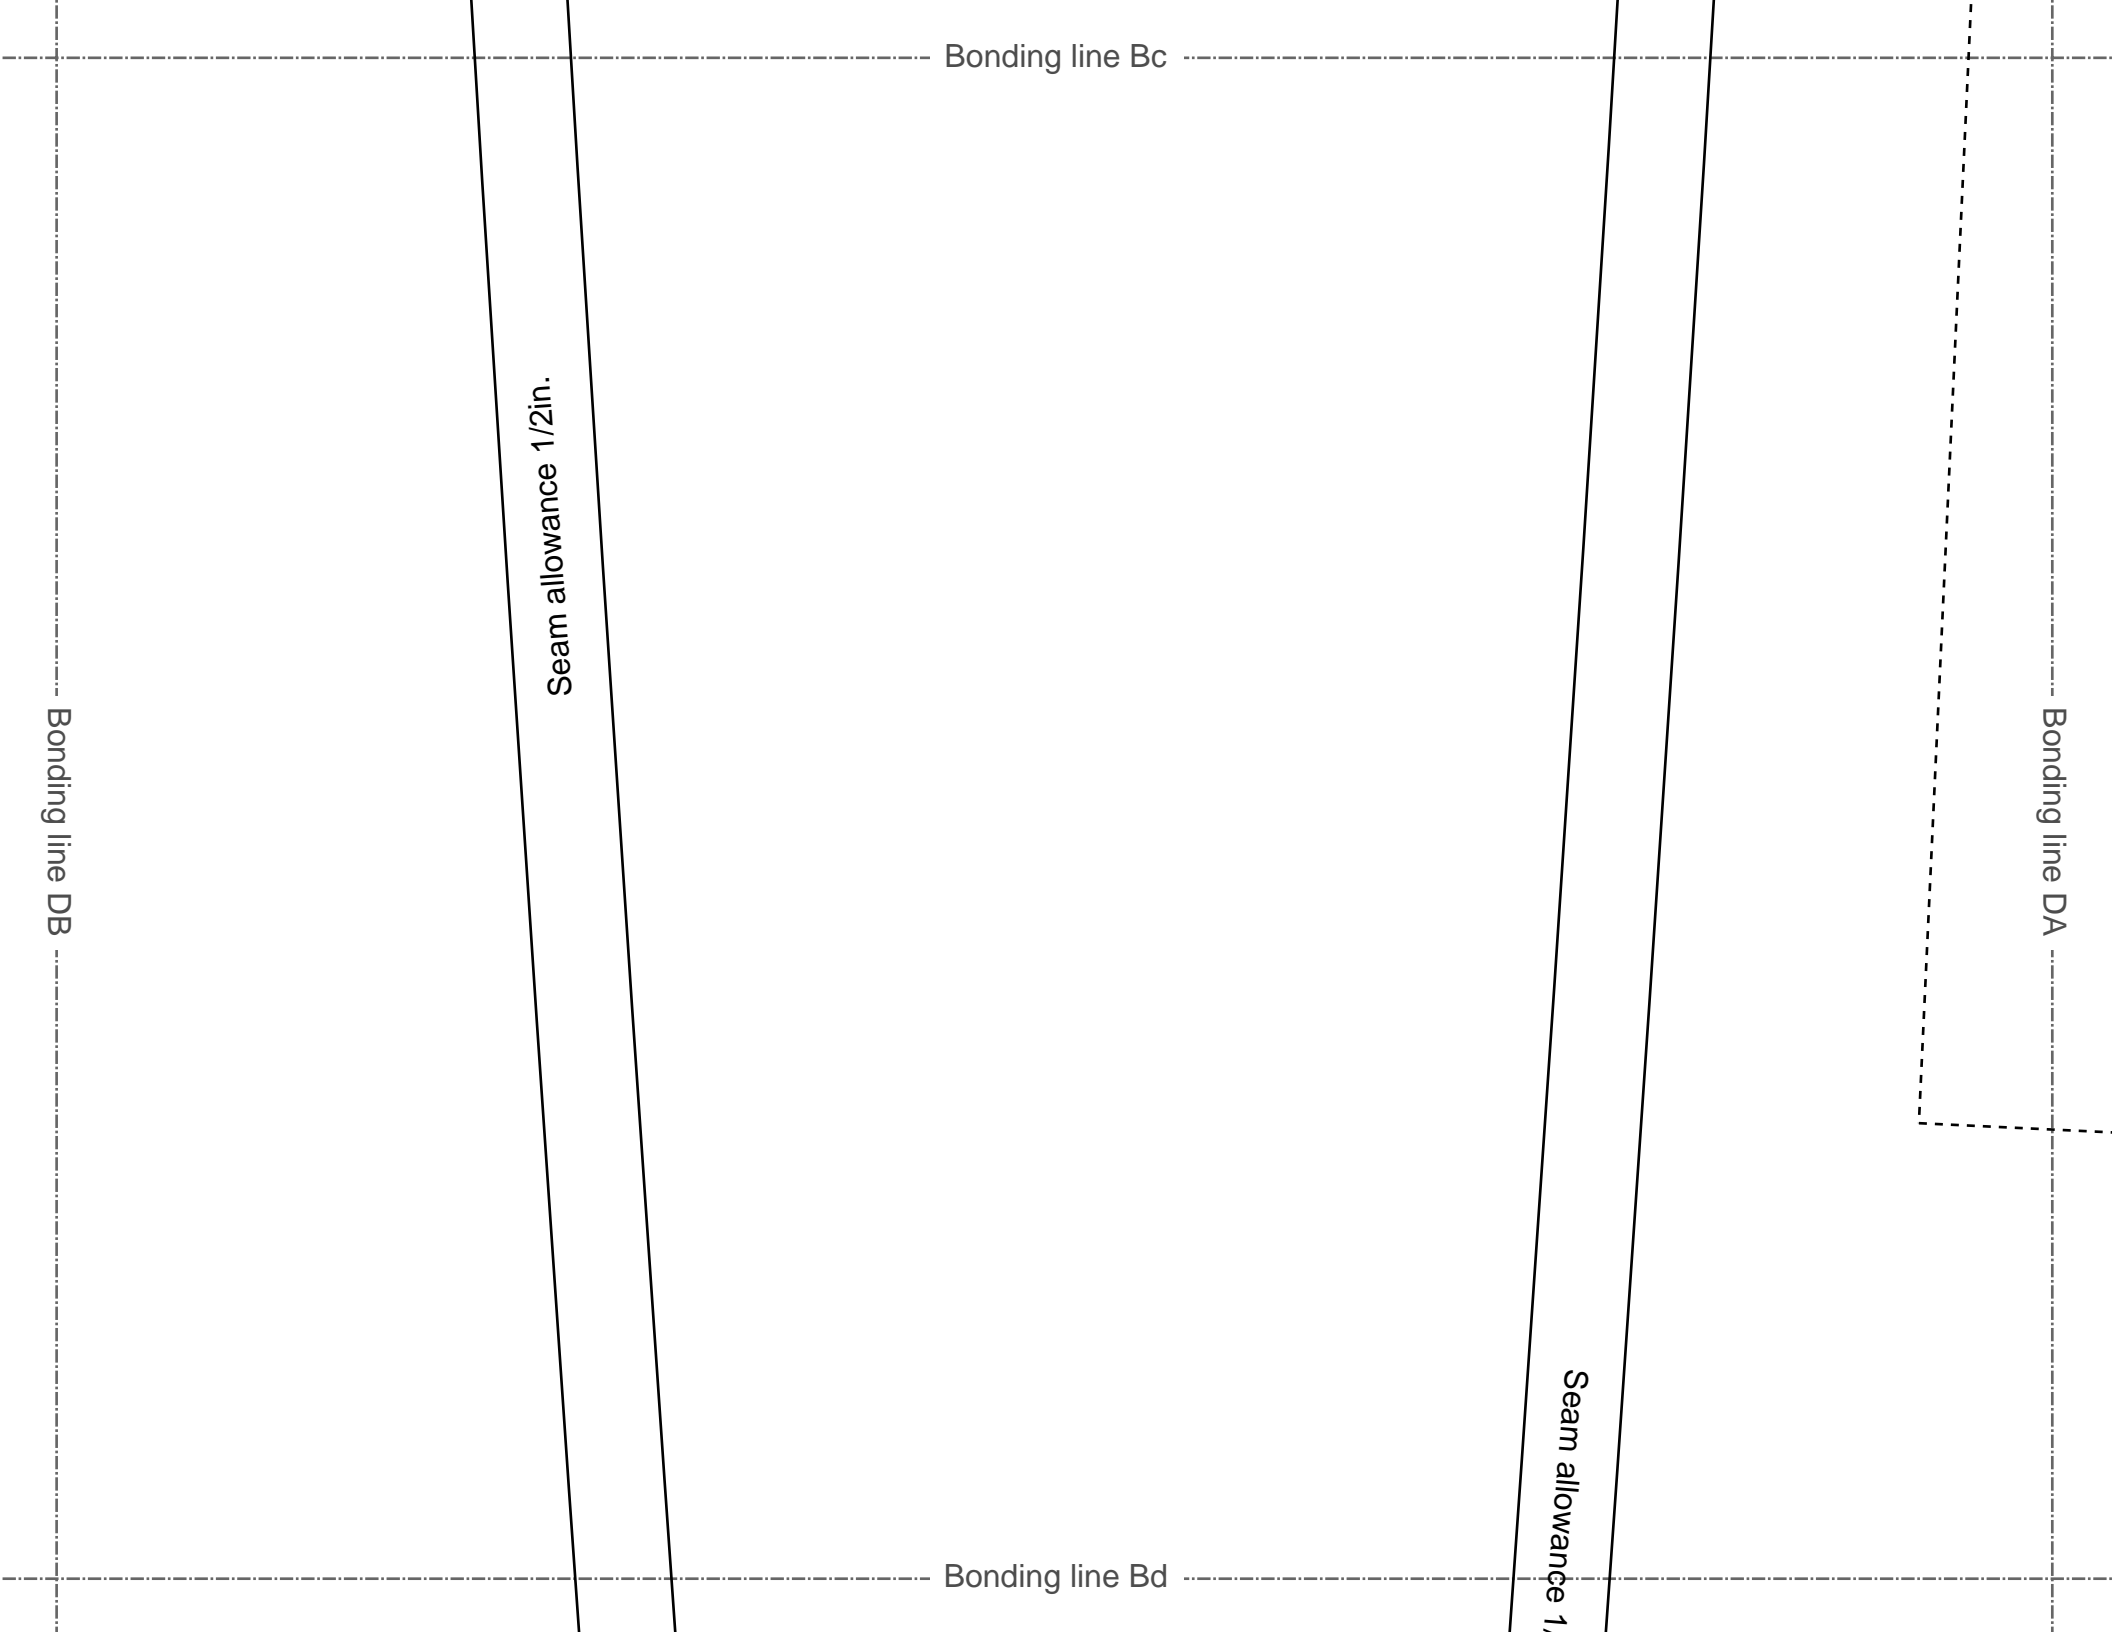 Bonding line Bc
Seam allowance 1/2in.
Bonding line DB
Bonding line DA
Seam allowance 1/
Bonding line Bd